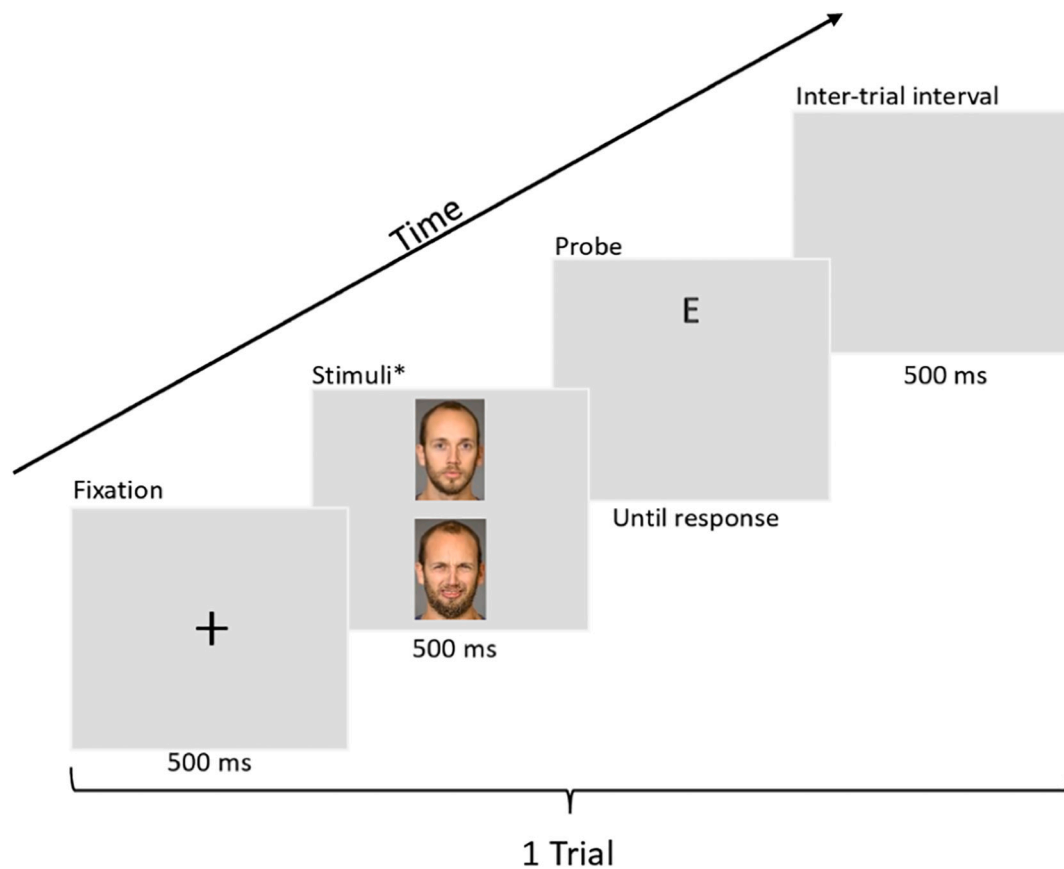 Time
Fixation
+
500 ms
Stimuli*
500 ms
Probe
E
Until response
Inter-trial interval
500 ms
1 Trial